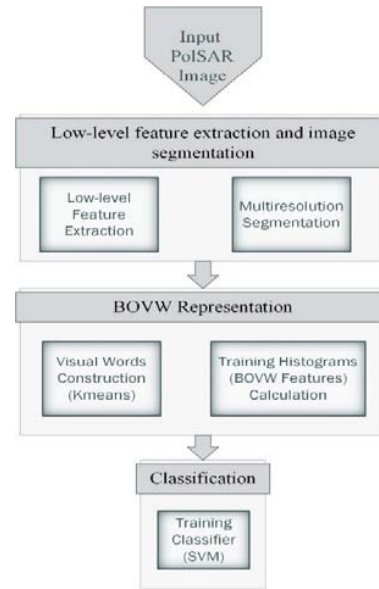 Input
PolSAR
Image
Low-level feature extraction and image
segmentation
Low-level
Feature
Extraction
Multiresolution
Segmentation
BOVW Representation
Visual Words
Construction
(Kmeans)
Training Histograms
(BOVW Features)
Calculation
Classification
Training
Classifier
(SVM)